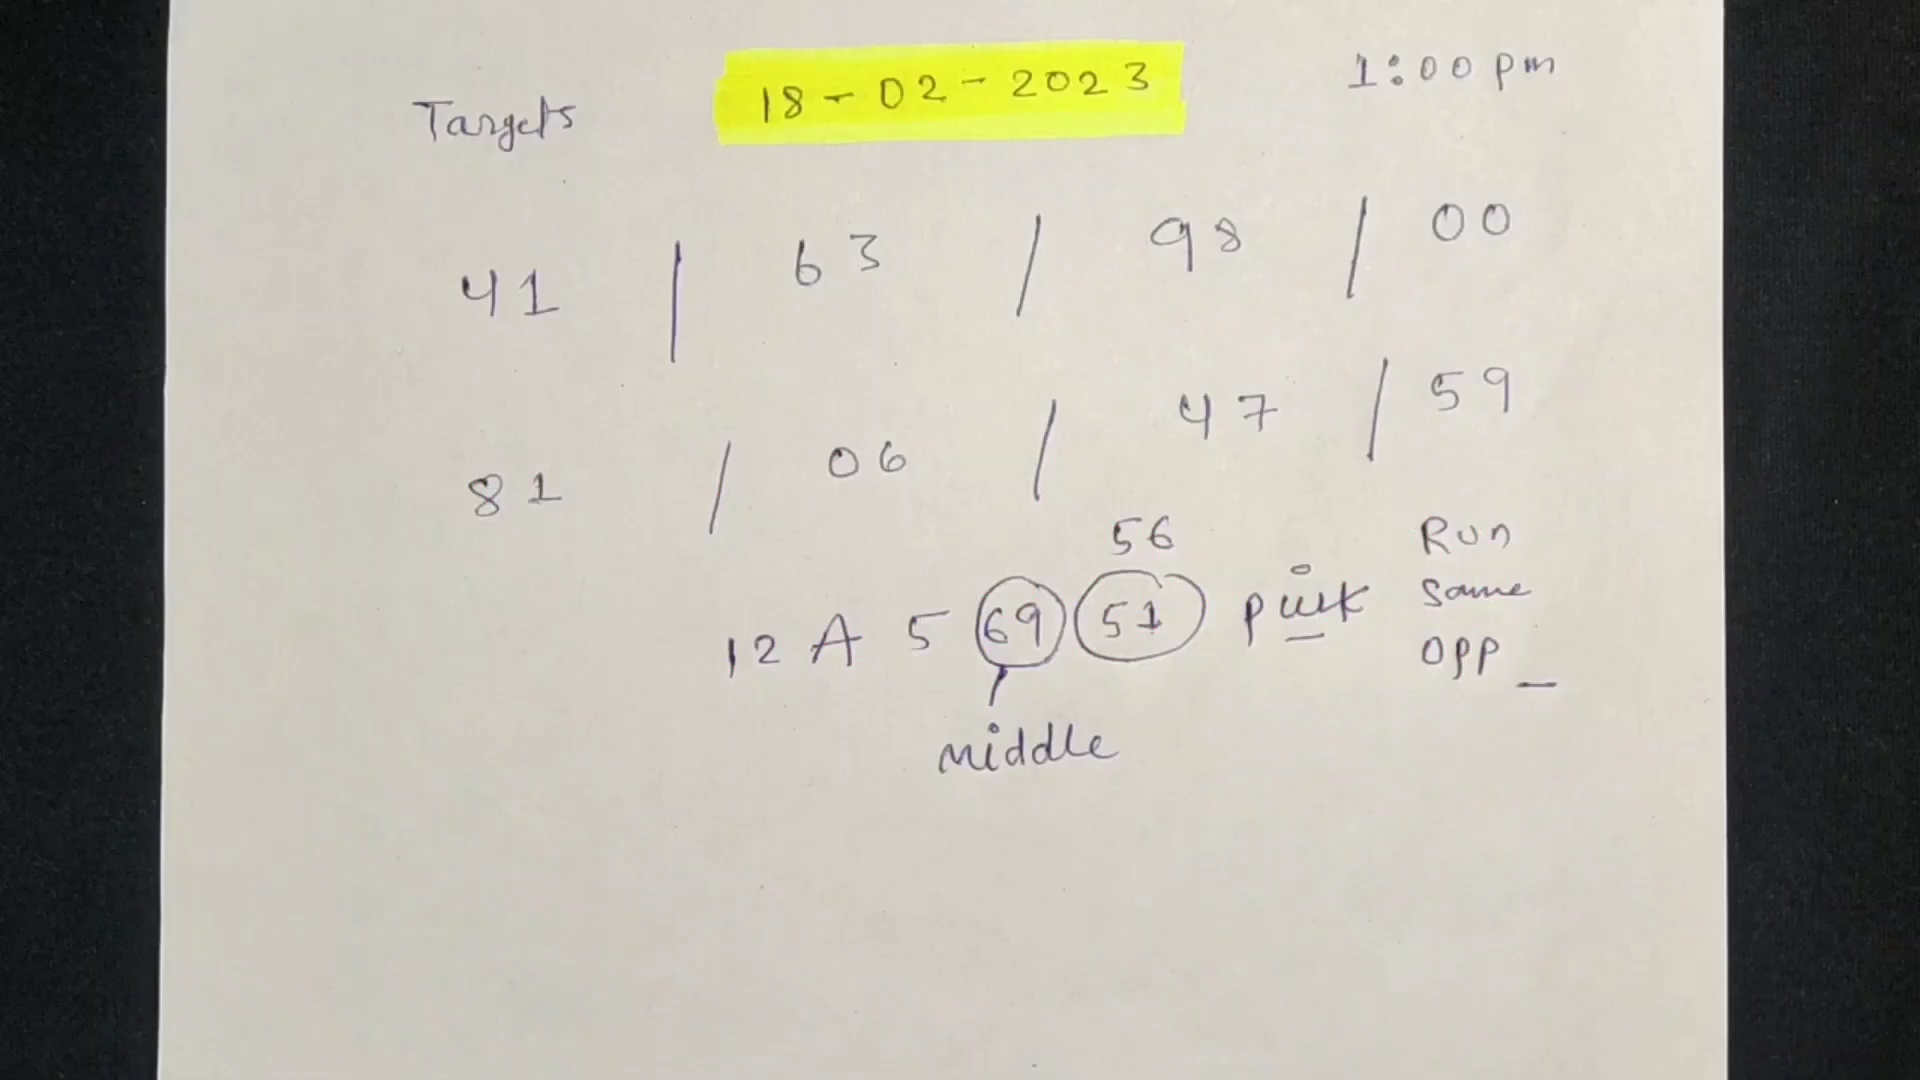 Targets 18-02-2023 1:00 pm
41 | 63 / 98 / 00
81 / 06 / 47 / 59
56
12 A 5 69 51
middle
Run
Same
opp _